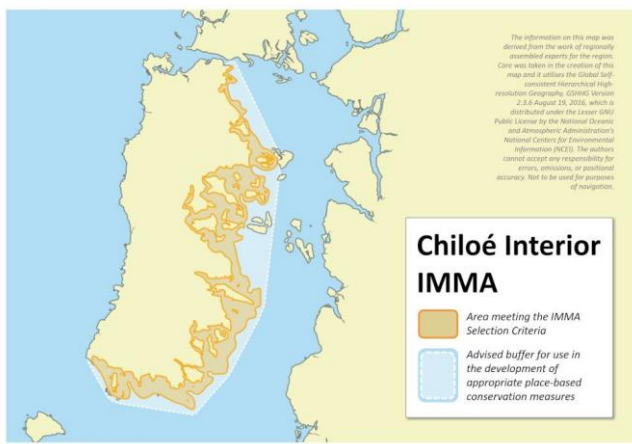 The information on this map was
derived from the work of regionally
assembled experts for the region.
Care was taken in the creation of this
map and it utilises the Global Self-
consistent Hierarchical High-
resolution Geography, GSHHG Version
2.3.6 August 19, 2016, which is
distributed under the Lesser GNU
Public License by the National Oceanic
and Atmospheric Administration's
National Centers for Environmental
Information (NCEI). The authors
cannot accept any responsibility for
errors, omissions, or positional
accuracy. Not to be used for purposes
of navigation.
Chiloé Interior
IMMA
Area meeting the IMMA
Selection Criteria
Advised buffer for use in
the development of
appropriate place-based
conservation measures